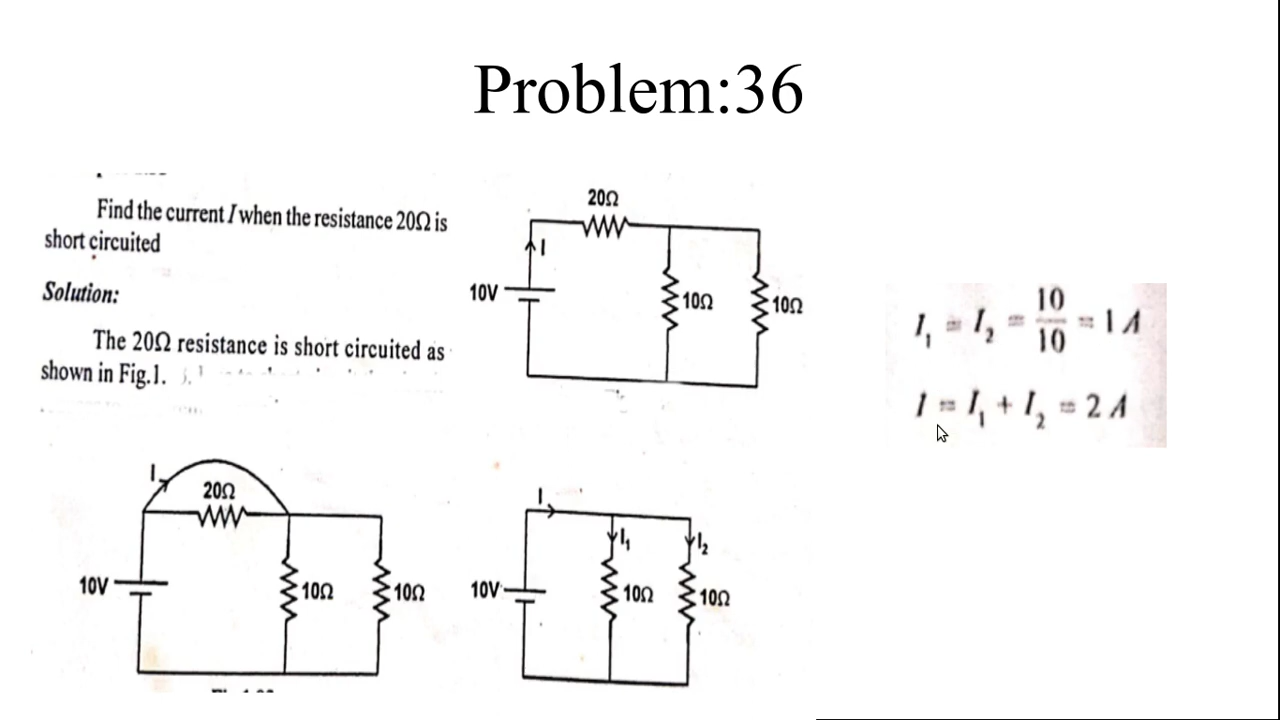 Problem:36
Find the current I when the resistance 20Ω is
short circuited
Solution:
The 20Ω resistance is short circuited as
shown in Fig.1.
20Ω
I
10V
10Ω
10Ω
I₁ = I₂ = 10/10 = 1 A
I = I₁ + I₂ = 2 A
I
20Ω
10V
10Ω
10Ω
I
I₁
I₂
10V
10Ω
10Ω